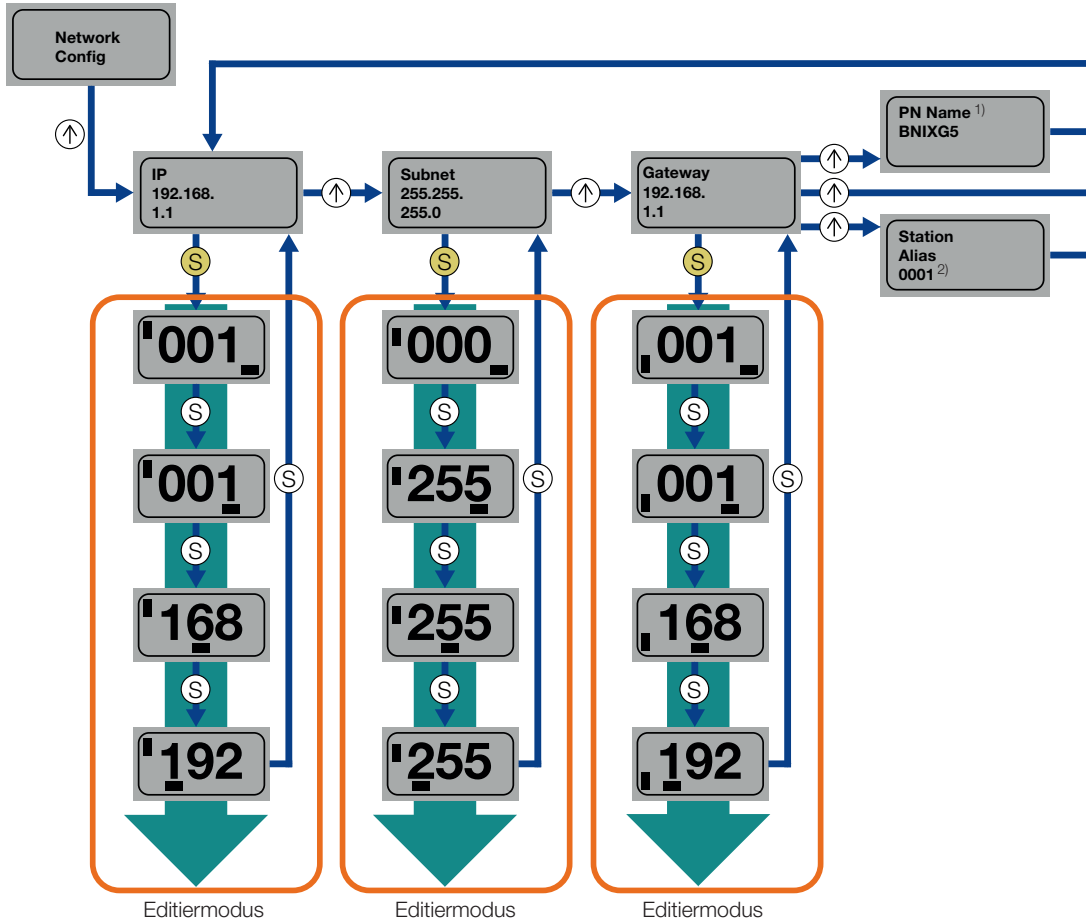 Network
Config
↑
PN Name 1)
BNIXG5
IP
192.168.
1.1
↑
Subnet
255.255.
255.0
↑
Gateway
192.168.
1.1
↑
↑
↑
Station
Alias
0001 2)
S
S
S
001
000
001
S
S
S
001
255
001
S
S
S
S
S
S
168
255
168
S
S
S
192
255
192
Editiermodus
Editiermodus
Editiermodus